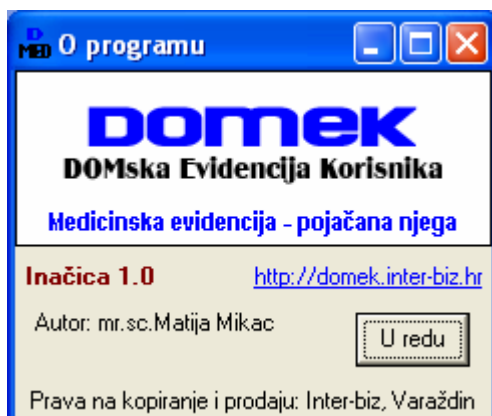 D
MED O programu
DOMEK
DOMska Evidencija Korisnika
Medicinska evidencija - pojačana njega
Inačica 1.0 http://domek.inter-biz.hr
Autor: mr.sc.Matija Mikac
U redu
Prava na kopiranje i prodaju: Inter-biz, Varaždin